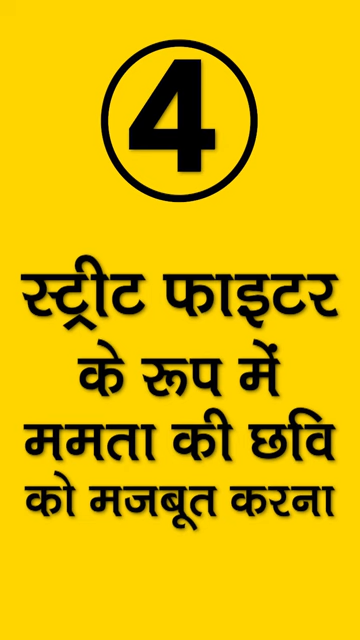 4
स्ट्रीट फाइटर
के रूप में
ममता की छवि
को मजबूत करना